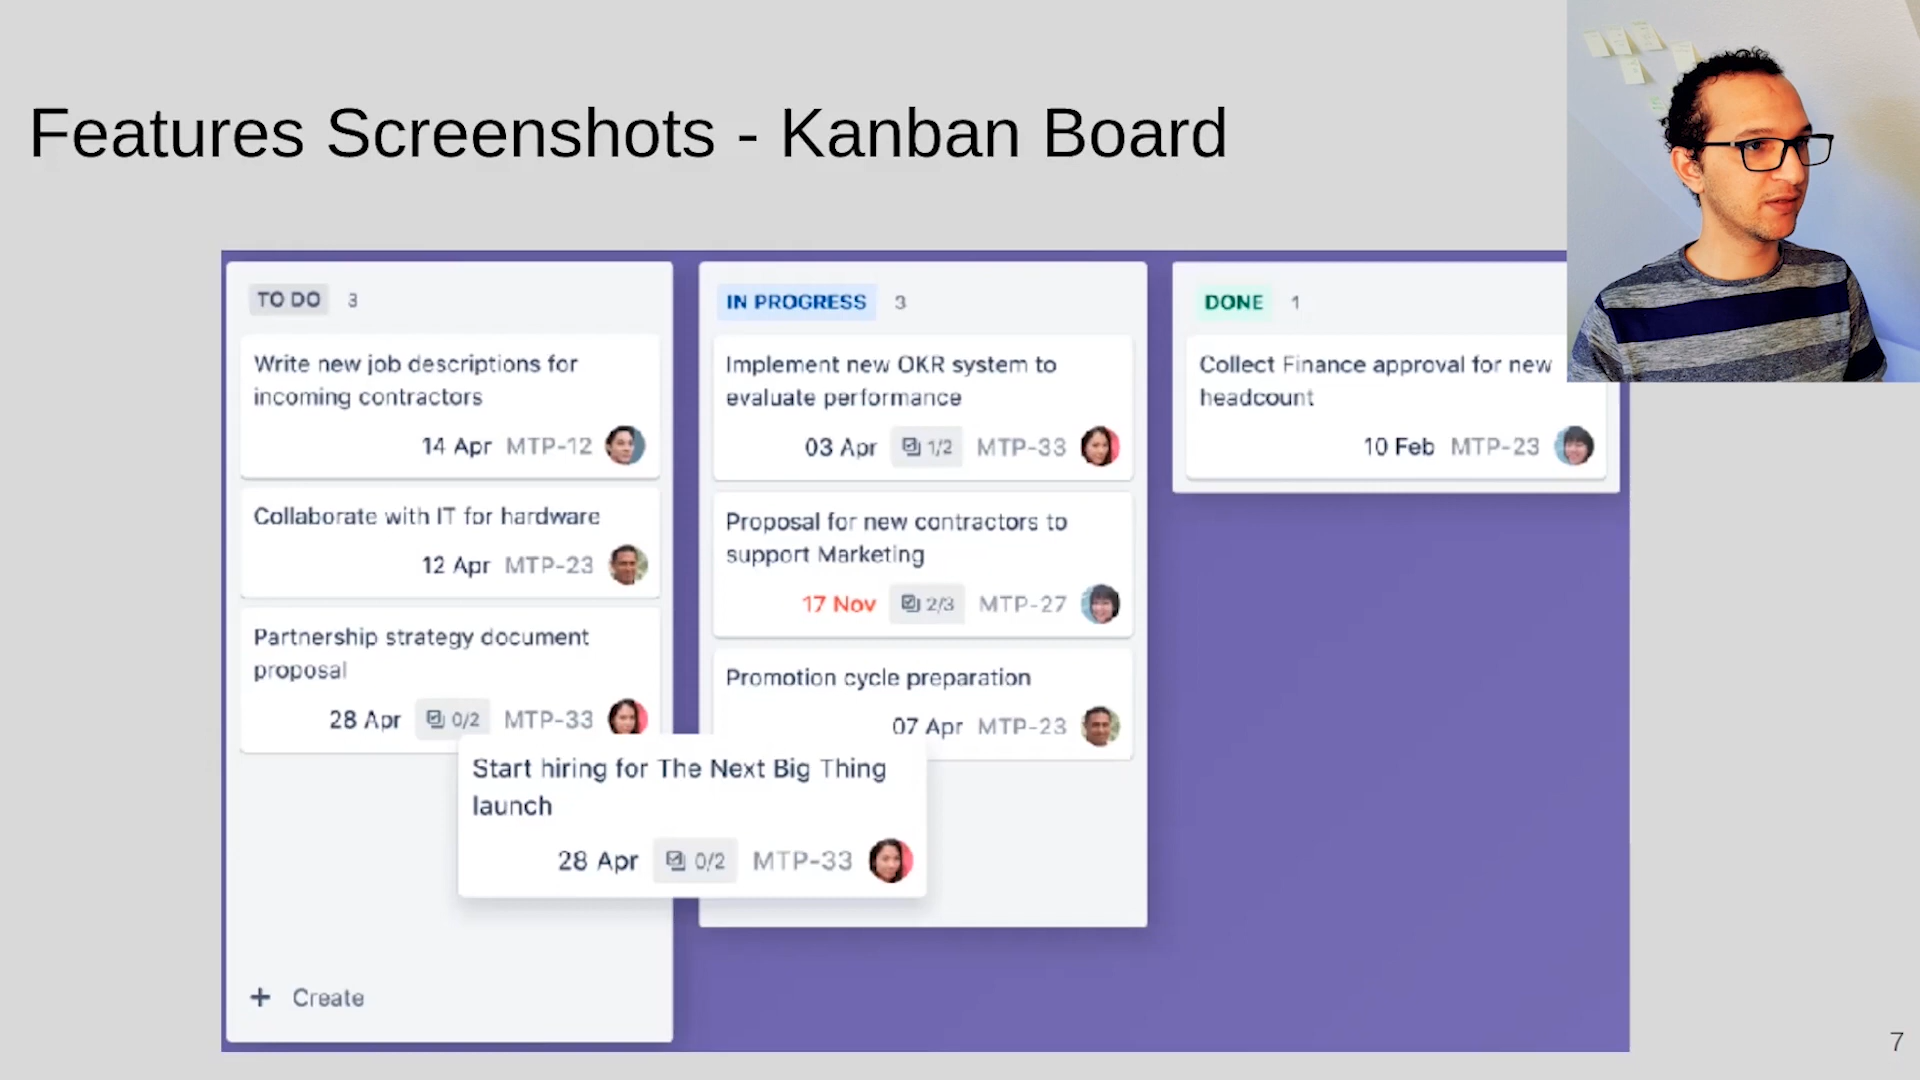 Features Screenshots - Kanban Board
TO DO 3
Write new job descriptions for
incoming contractors
14 Apr MTP-12
Collaborate with IT for hardware
12 Apr MTP-23
Partnership strategy document
proposal
28 Apr 0/2 MTP-33
Start hiring for The Next Big Thing
launch
28 Apr 0/2 MTP-33
+ Create
IN PROGRESS 3
Implement new OKR system to
evaluate performance
03 Apr 1/2 MTP-33
Proposal for new contractors to
support Marketing
17 Nov 2/3 MTP-27
Promotion cycle preparation
07 Apr MTP-23
DONE 1
Collect Finance approval for new
headcount
10 Feb MTP-23
7